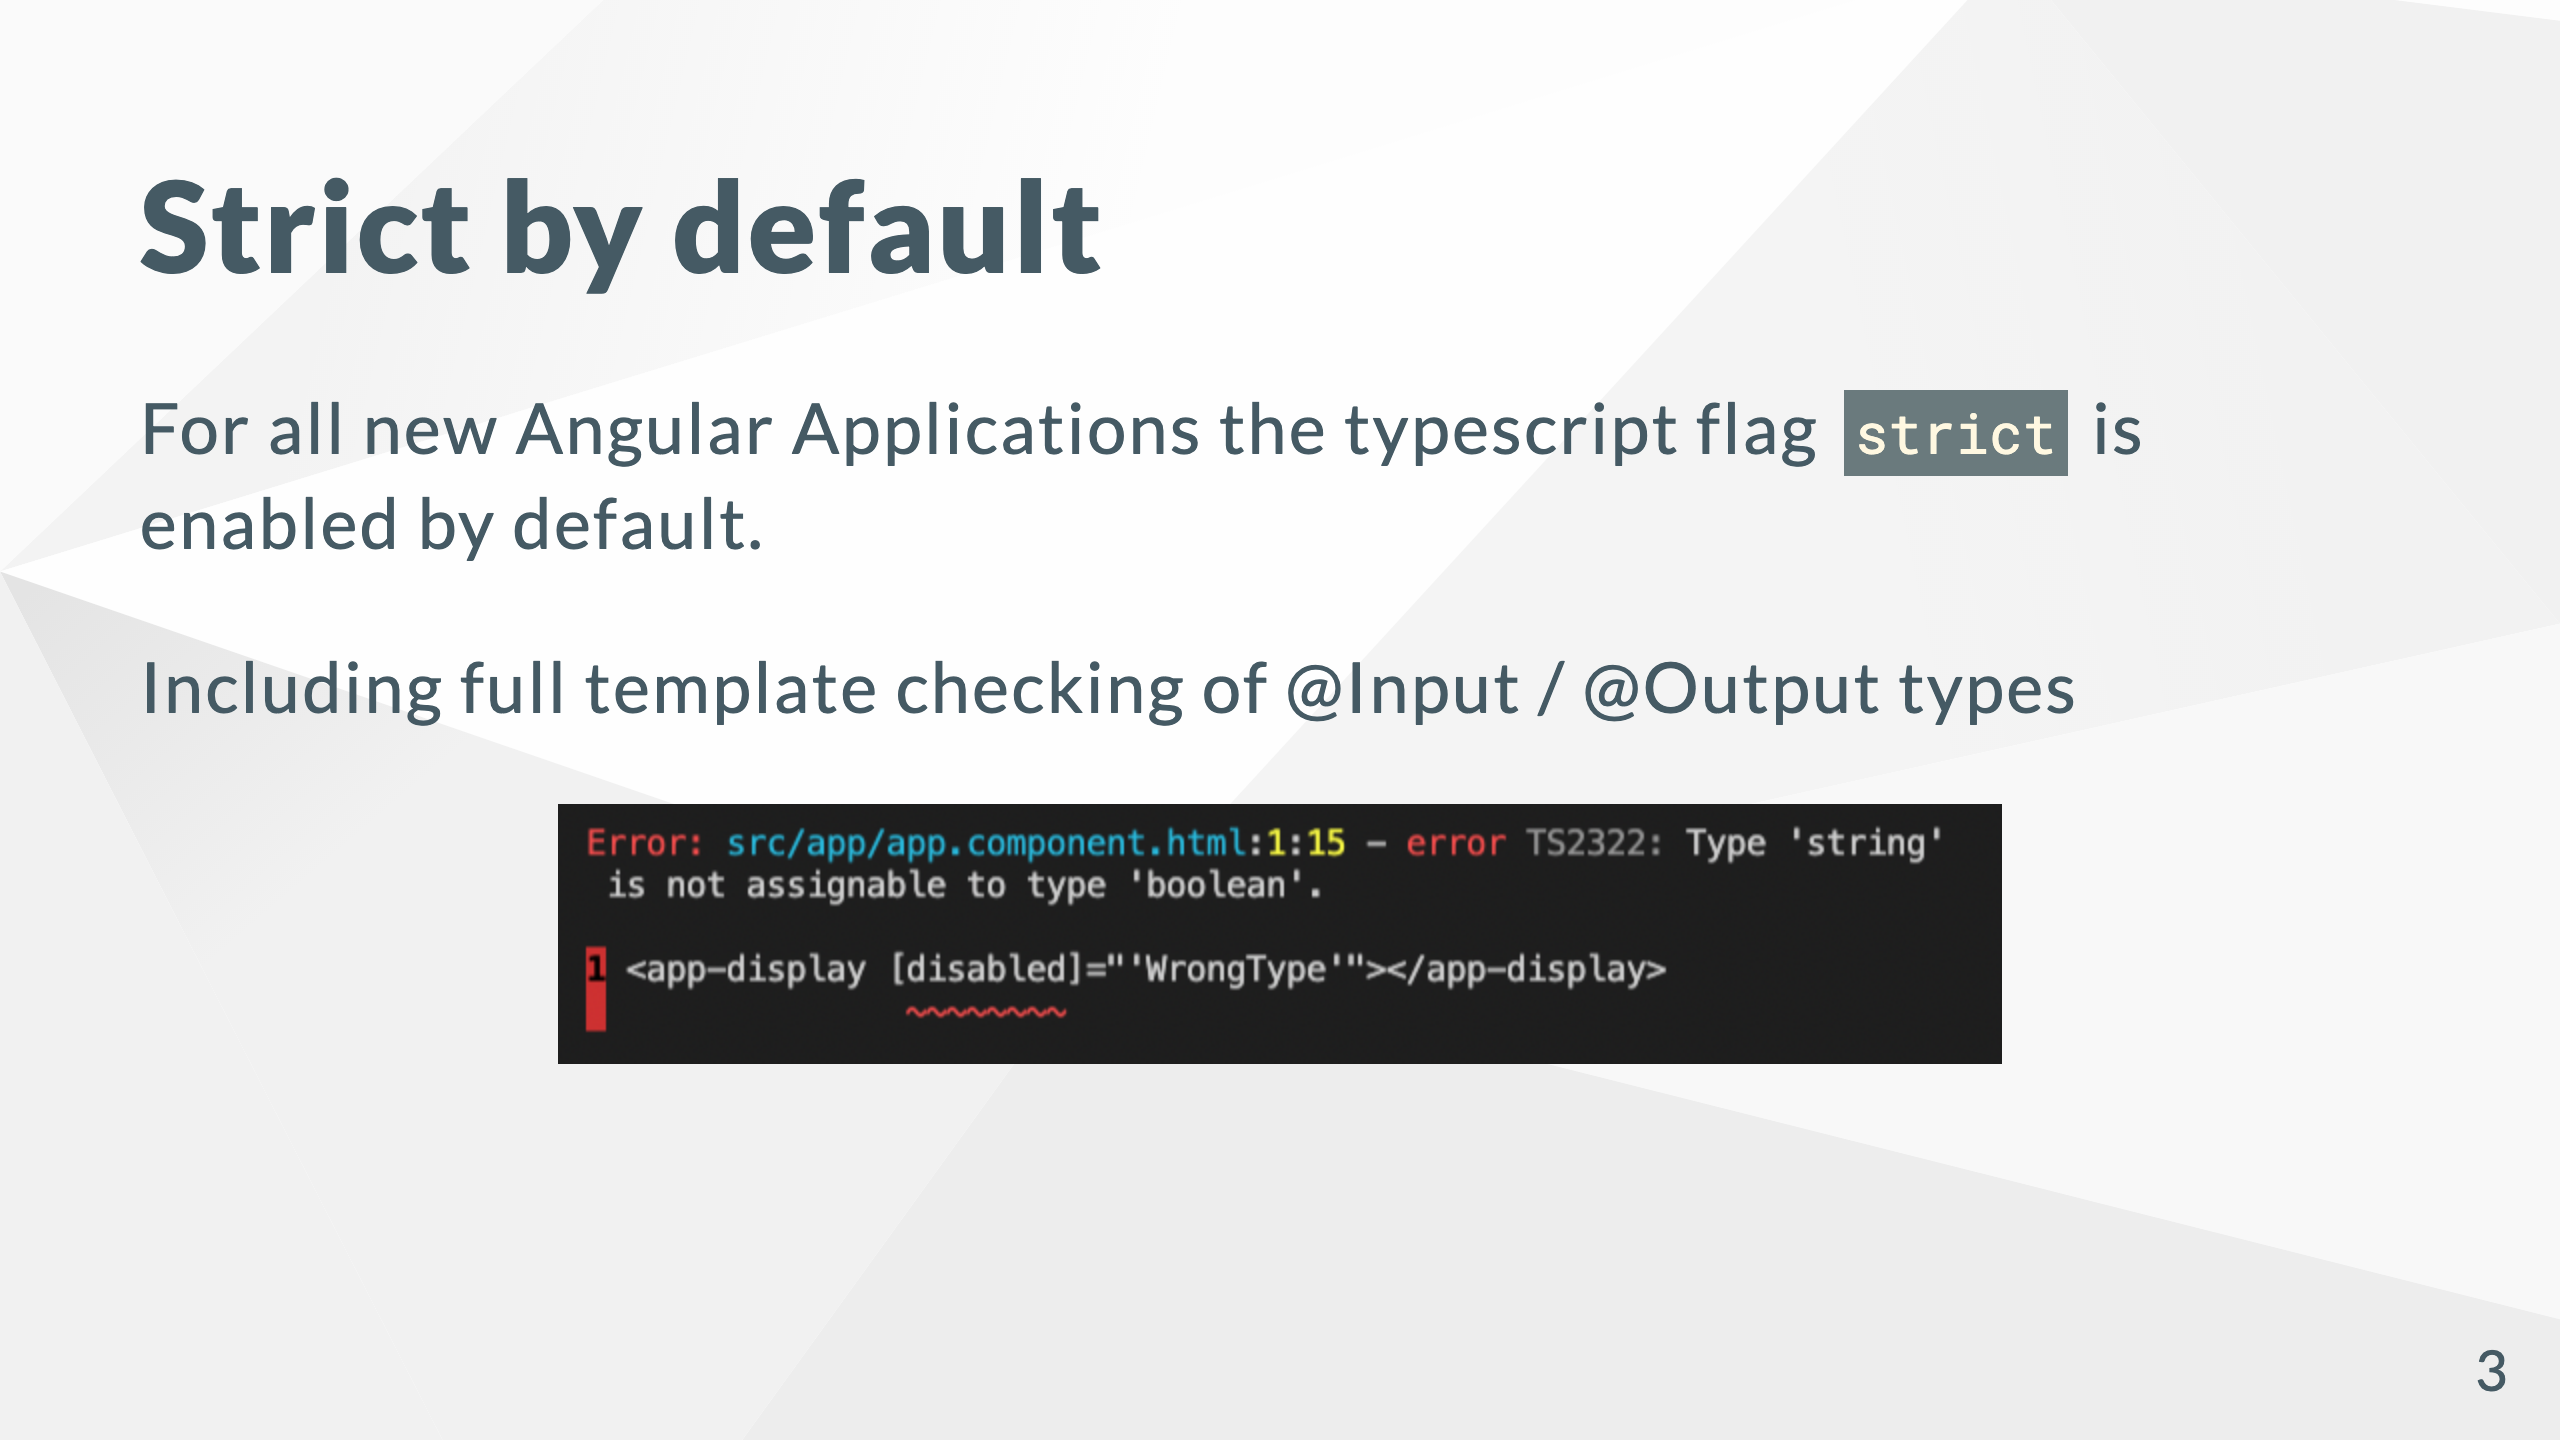 Strict by default
For all new Angular Applications the typescript flag strict is
enabled by default.
Including full template checking of @Input / @Output types
Error: src/app/app.component.html:1:15 - error TS2322: Type 'string'
is not assignable to type 'boolean'.
1 <app-display [disabled]="'WrongType'"></app-display>
~~~~~~~~
3